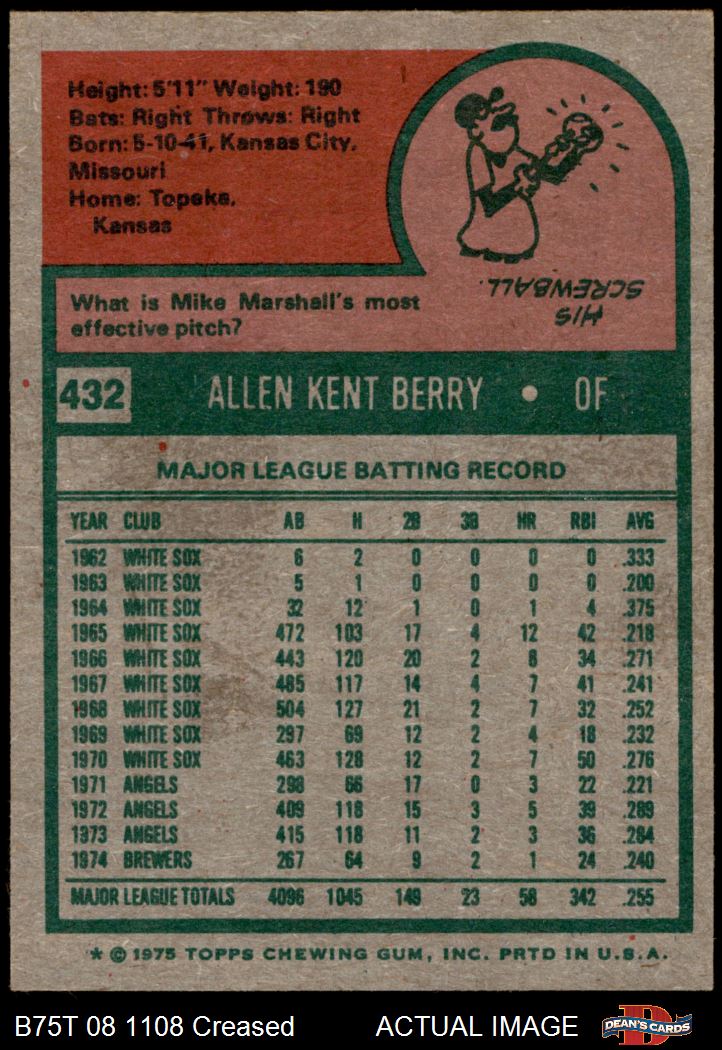 Height: 5'11" Weight: 190
Bats: Right Throws: Right
Born: 5-10-41, Kansas City,
Missouri
Home: Topeka,
Kansas
What is Mike Marshall's most
effective pitch?
HIS
SCREWBALL.
432 ALLEN KENT BERRY • OF
MAJOR LEAGUE BATTING RECORD
YEAR CLUB AB H 2B 3B HR RBI AVG
1962 WHITE SOX 6 2 0 0 0 0 .333
1963 WHITE SOX 5 1 0 0 0 0 .200
1964 WHITE SOX 32 12 1 0 1 4 .375
1965 WHITE SOX 472 103 17 4 12 42 .218
1966 WHITE SOX 443 120 20 2 8 34 .271
1967 WHITE SOX 485 117 14 4 7 41 .241
1968 WHITE SOX 504 127 21 2 7 32 .252
1969 WHITE SOX 297 69 12 2 4 18 .232
1970 WHITE SOX 463 128 12 2 7 50 .276
1971 ANGELS 298 66 17 0 3 22 .221
1972 ANGELS 409 118 15 3 5 39 .289
1973 ANGELS 415 118 11 2 3 36 .284
1974 BREWERS 267 64 9 2 1 24 .240
MAJOR LEAGUE TOTALS 4096 1045 149 23 58 342 .255
* © 1975 TOPPS CHEWING GUM, INC. PRTD IN U.S.A.
B75T 08 1108 Creased ACTUAL IMAGE D DEAN'S CARDS